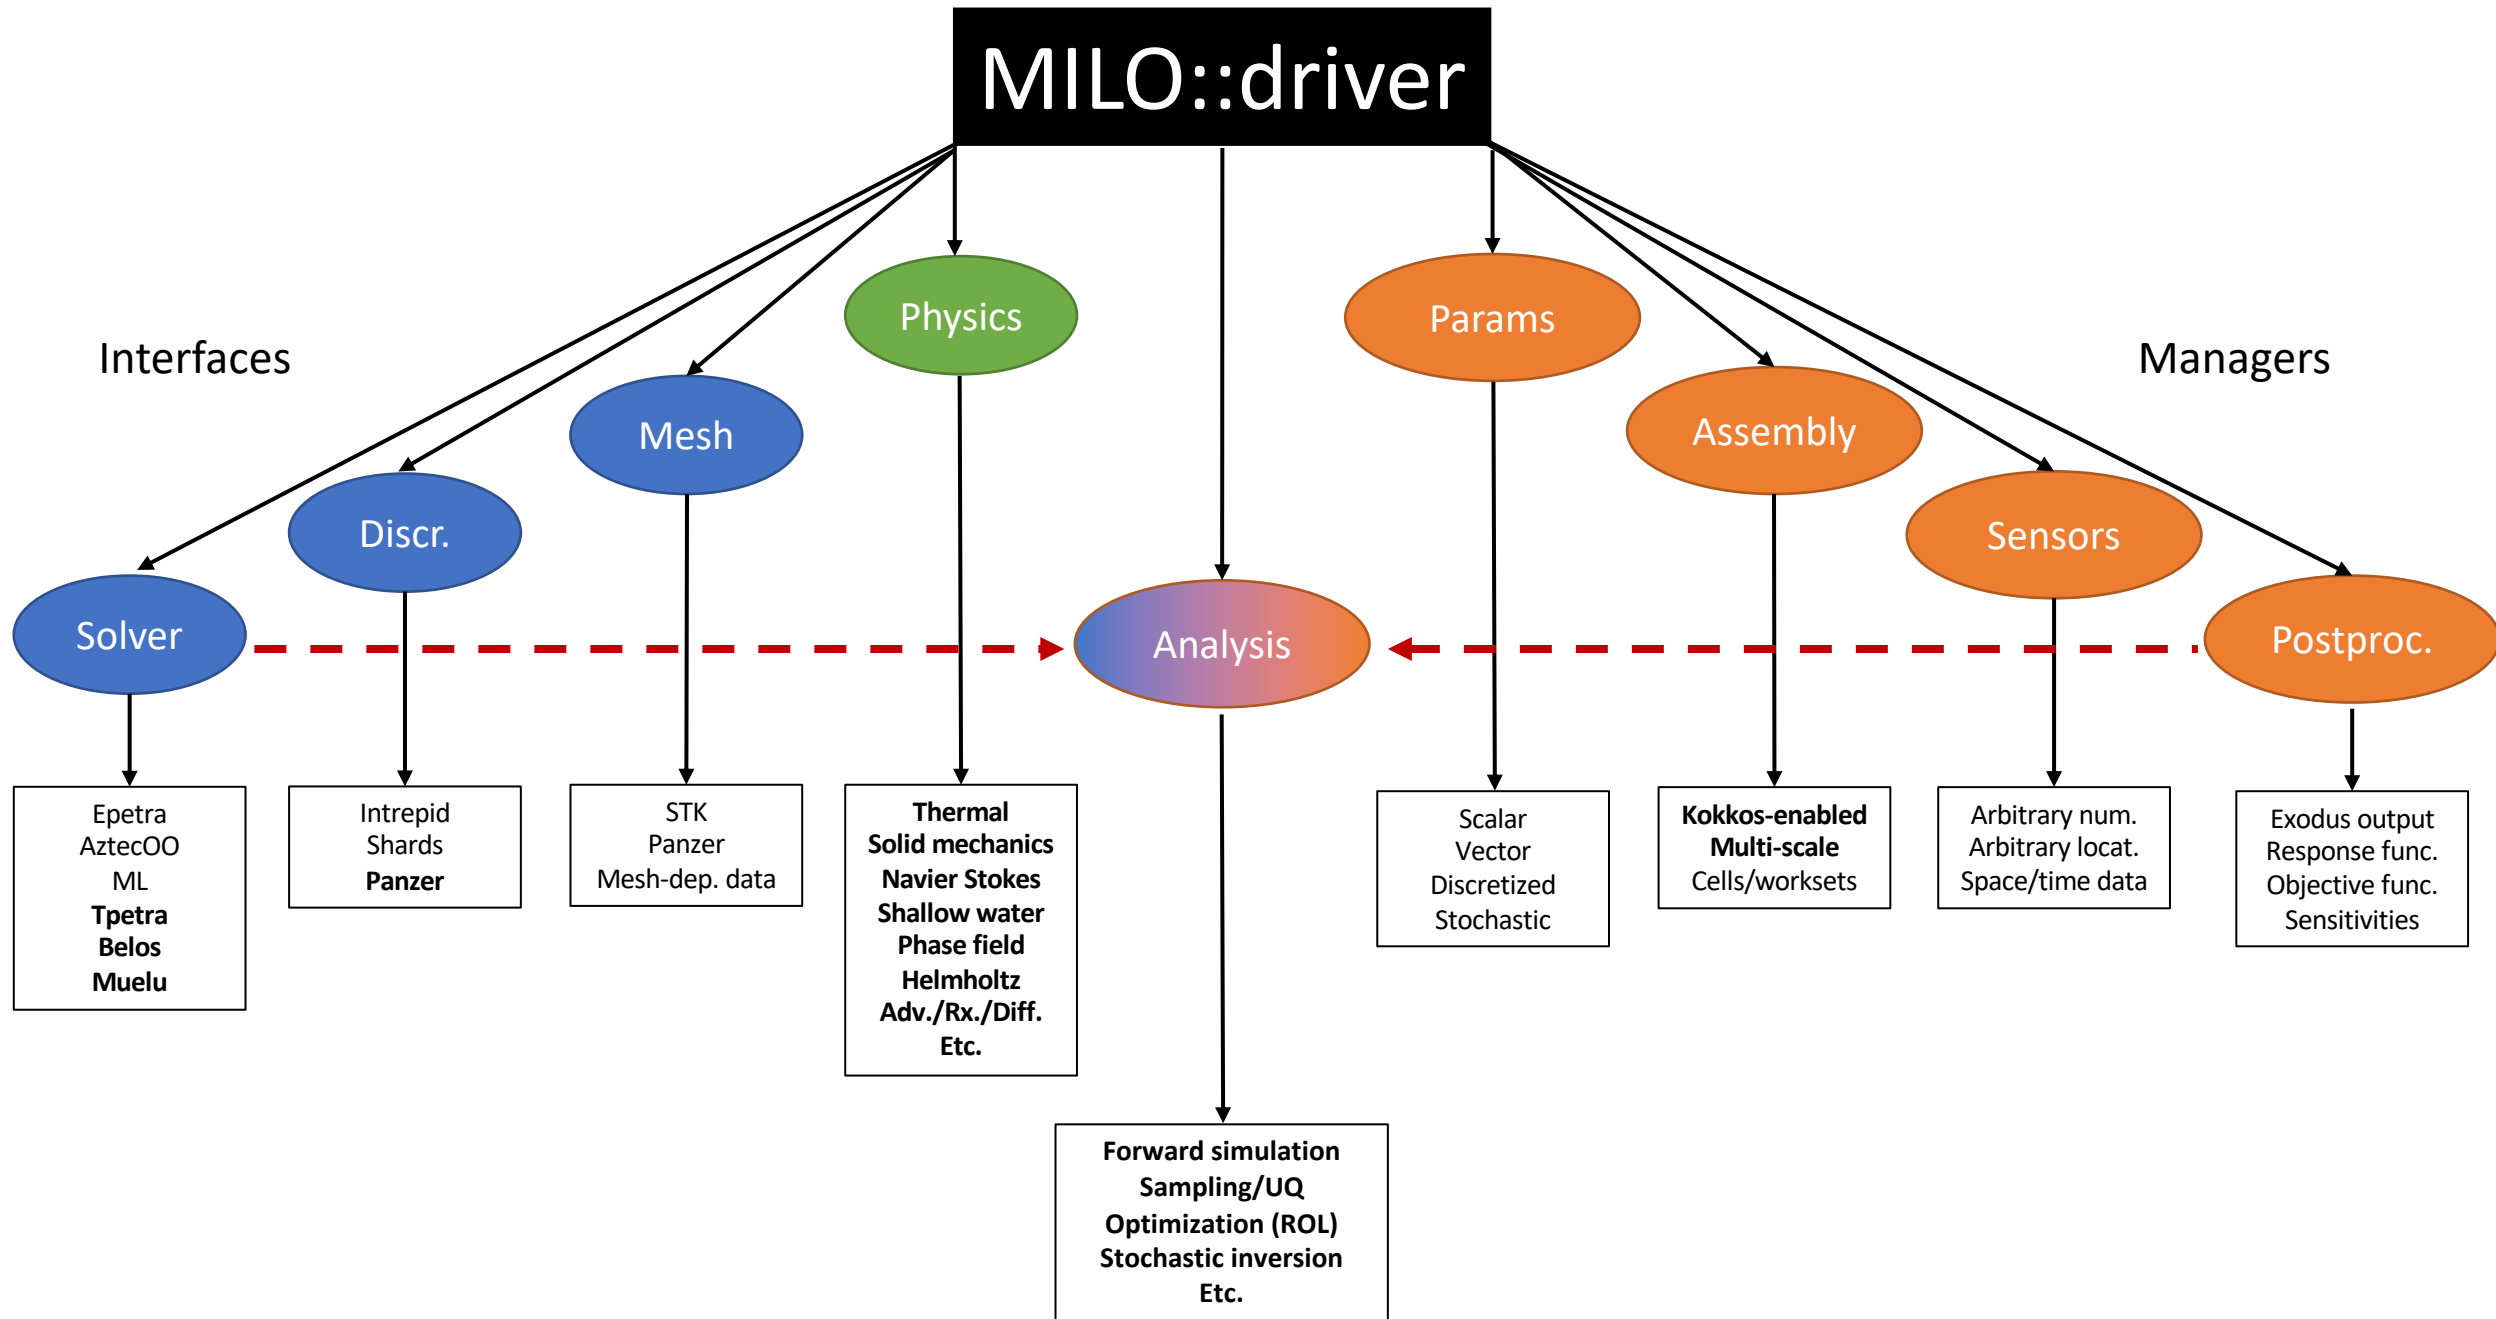 MILO::driver
Interfaces
Managers
Physics
Params
Mesh
Assembly
Discr.
Sensors
Solver
Analysis
Postproc.
Epetra
AztecOO
ML
Tpetra
Belos
Muelu
Intrepid
Shards
Panzer
STK
Panzer
Mesh-dep. data
Thermal
Solid mechanics
Navier Stokes
Shallow water
Phase field
Helmholtz
Adv./Rx./Diff.
Etc.
Forward simulation
Sampling/UQ
Optimization (ROL)
Stochastic inversion
Etc.
Scalar
Vector
Discretized
Stochastic
Kokkos-enabled
Multi-scale
Cells/worksets
Arbitrary num.
Arbitrary locat.
Space/time data
Exodus output
Response func.
Objective func.
Sensitivities